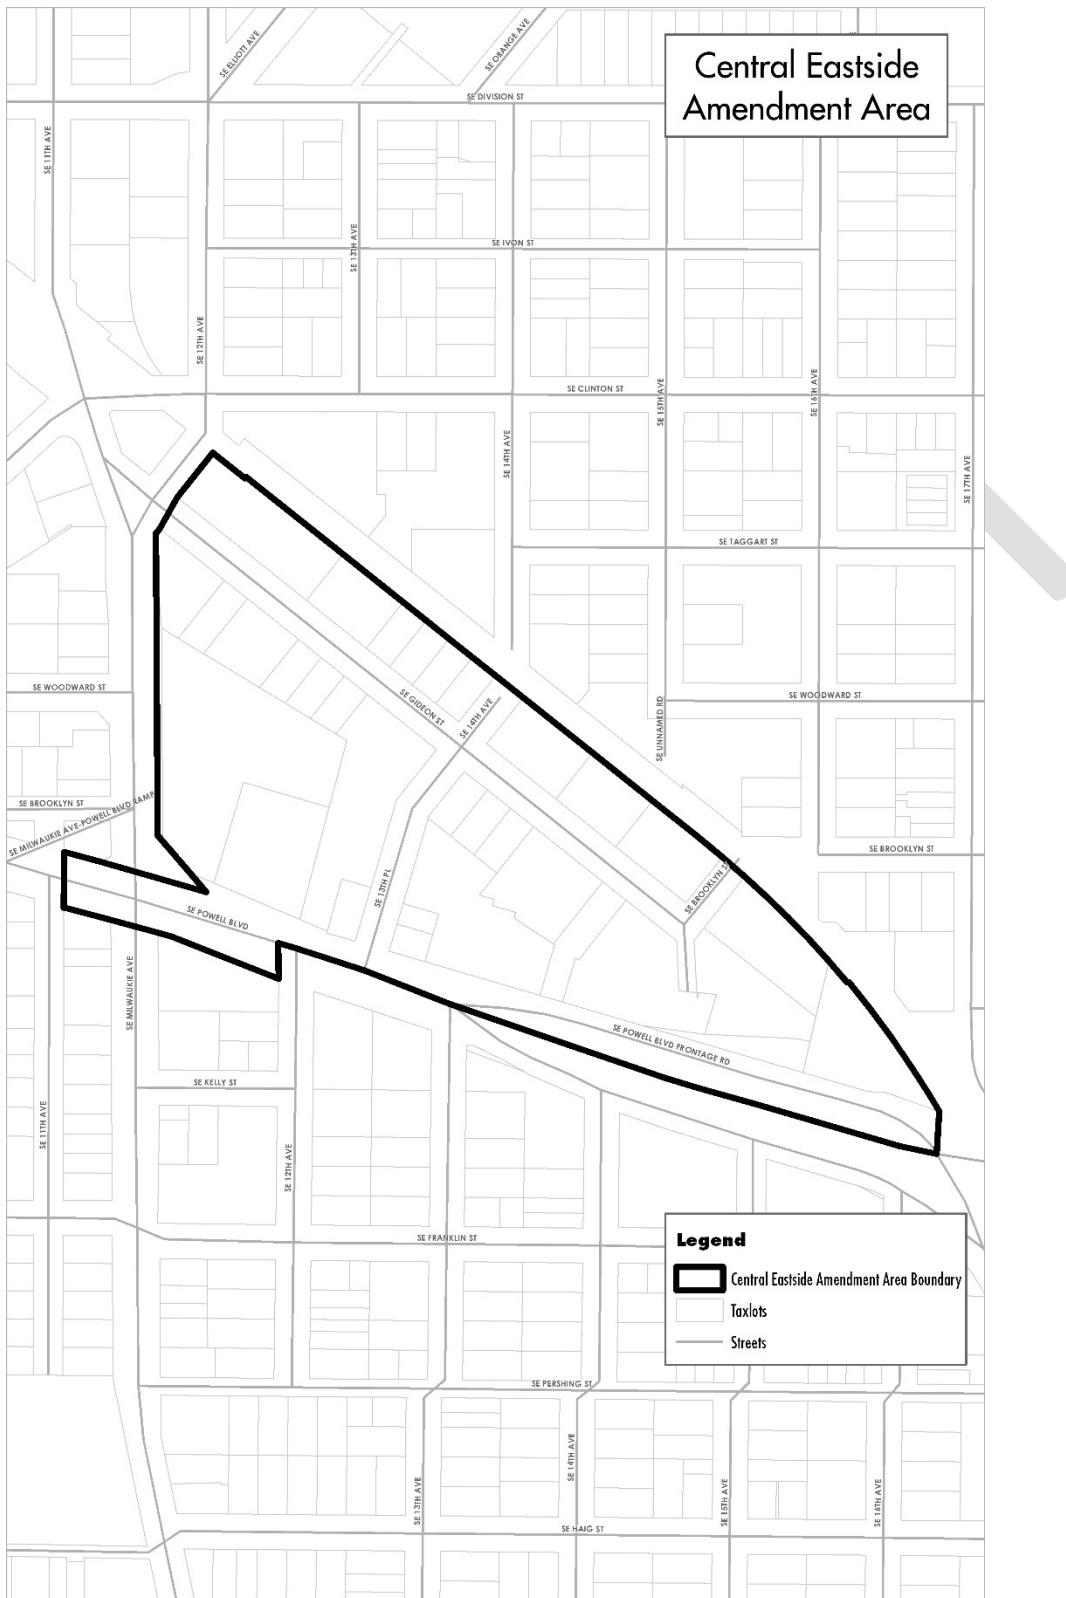 Central Eastside
Amendment Area
SE ELLIOTT AVE
SE ORANGE AVE
SE DIVISION ST
SE 11TH AVE
SE 13TH AVE
SE IVON ST
SE 12TH AVE
SE CLINTON ST
SE 15TH AVE
SE 16TH AVE
SE 14TH AVE
SE 17TH AVE
SE TAGGART ST
SE WOODWARD ST
SE GIDEON ST
SE 14TH AVE
SE UNNAMED RD
SE WOODWARD ST
SE BROOKLYN ST
SE MILWAUKIE AVE-POWELL BLVD RAMP
SE BROOKLYN ST
SE 13TH PL
SE BROOKLYN ST
SE POWELL BLVD
SE MILWAUKIE AVE
SE POWELL BLVD FRONTAGE RD
SE KELLY ST
SE 11TH AVE
SE 12TH AVE
SE FRANKLIN ST
Legend
Central Eastside Amendment Area Boundary
Taxlots
Streets
SE PERSHING ST
SE 13TH AVE
SE 14TH AVE
SE 15TH AVE
SE 16TH AVE
SE HAIG ST